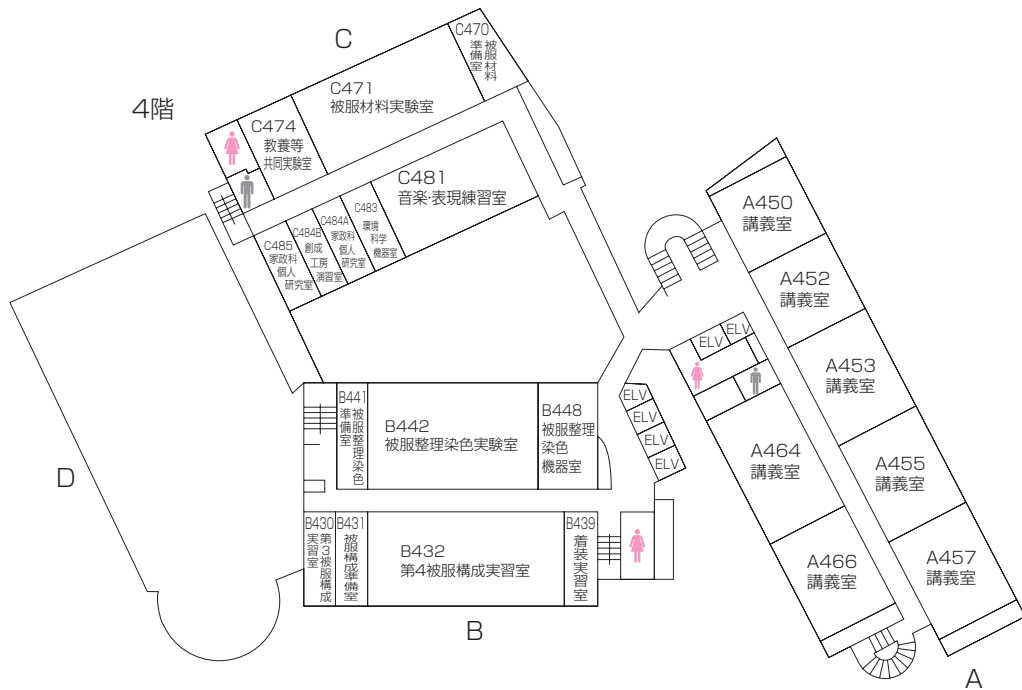 4階
C
C470
被服材料
準備室
C471
被服材料実験室
C474
教養等
共同実験室
C481
音楽・表現練習室
C483
環境
科学
機器室
C484A
家政科
個人
研究室
C484B
創成
工房
演習室
C485
家政科
個人
研究室
A450
講義室
A452
講義室
A453
講義室
A455
講義室
A457
講義室
ELV
ELV
A464
講義室
A466
講義室
ELV
ELV
ELV
ELV
B441
被服整理染色
準備室
B442
被服整理染色実験室
B448
被服整理
染色
機器室
B430
第3被服構成
実習室
B431
被服構成準備室
B432
第4被服構成実習室
B439
着装実習室
D
B
A